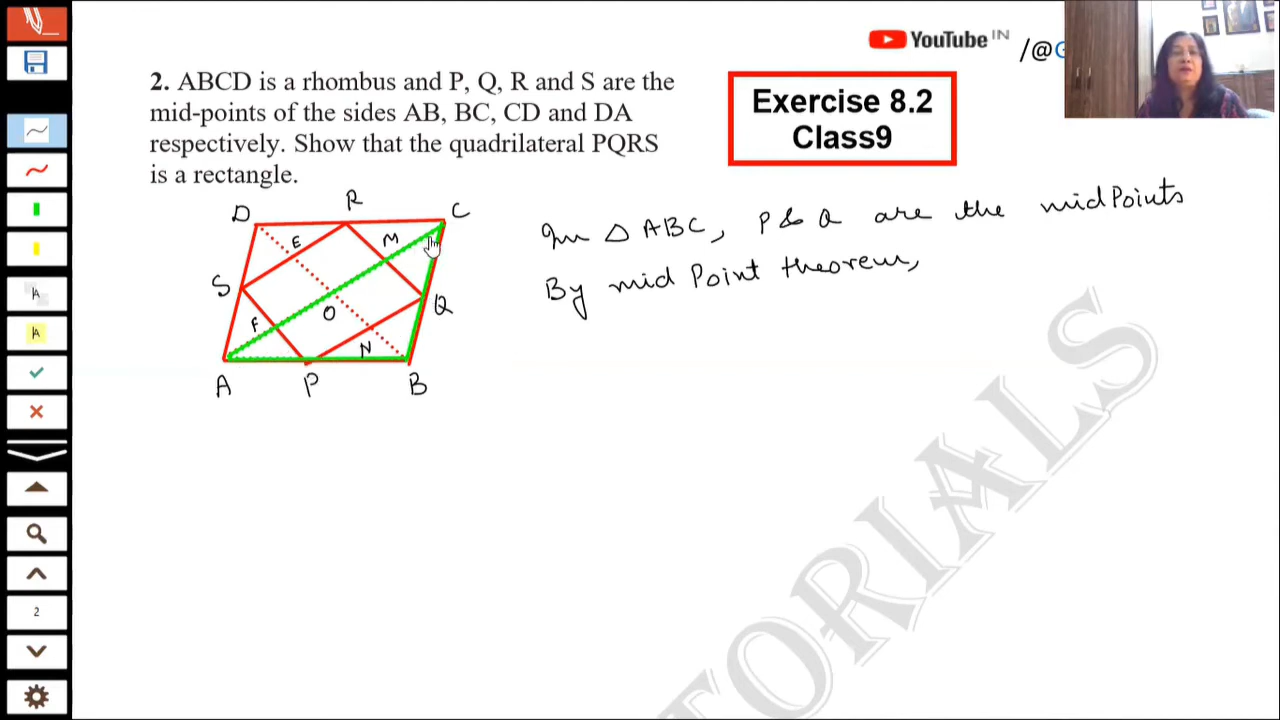 YouTube IN /@G
2. ABCD is a rhombus and P, Q, R and S are the
mid-points of the sides AB, BC, CD and DA
respectively. Show that the quadrilateral PQRS
is a rectangle.
Exercise 8.2
Class9
D R C
E M
S Q
F O
N
A P B
In △ ABC, P & Q are the midPoints
By mid Point theorem,
A
A
2
TORIALS